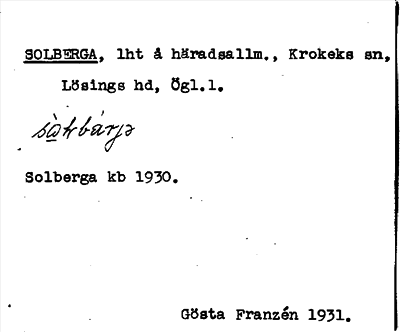 SOLBERGA, lht å häradsallm., Krokeks sn,
Lösings hd, Ögl.l.
Solberga kb 1930.
Gösta Franzén 1931.